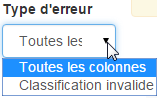 Type d'erreur
Toutes les
Toutes les colonnes
Classification invalide